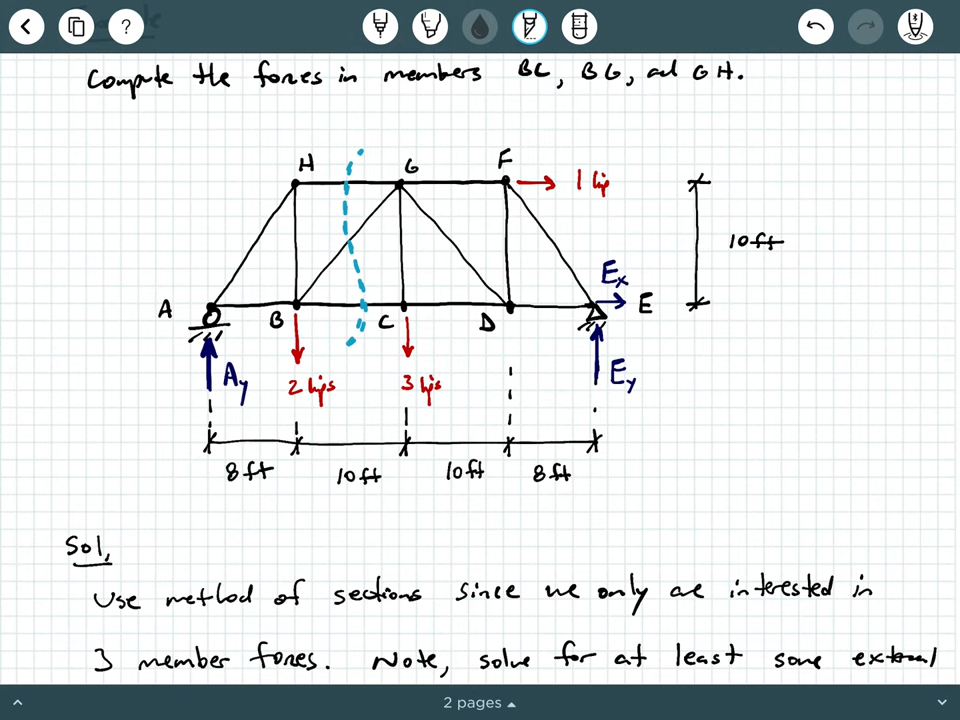 Compute the forces in members BC, BG, and GH.
H
G
F
1 kip
10ft
Ex
A
B
C
D
E
Ay
2 kips
3 kips
Ey
8 ft
10 ft
10 ft
8 ft
Sol.
Use method of sections since we only are interested in
3 member forces. Note, solve for at least some external
2 pages